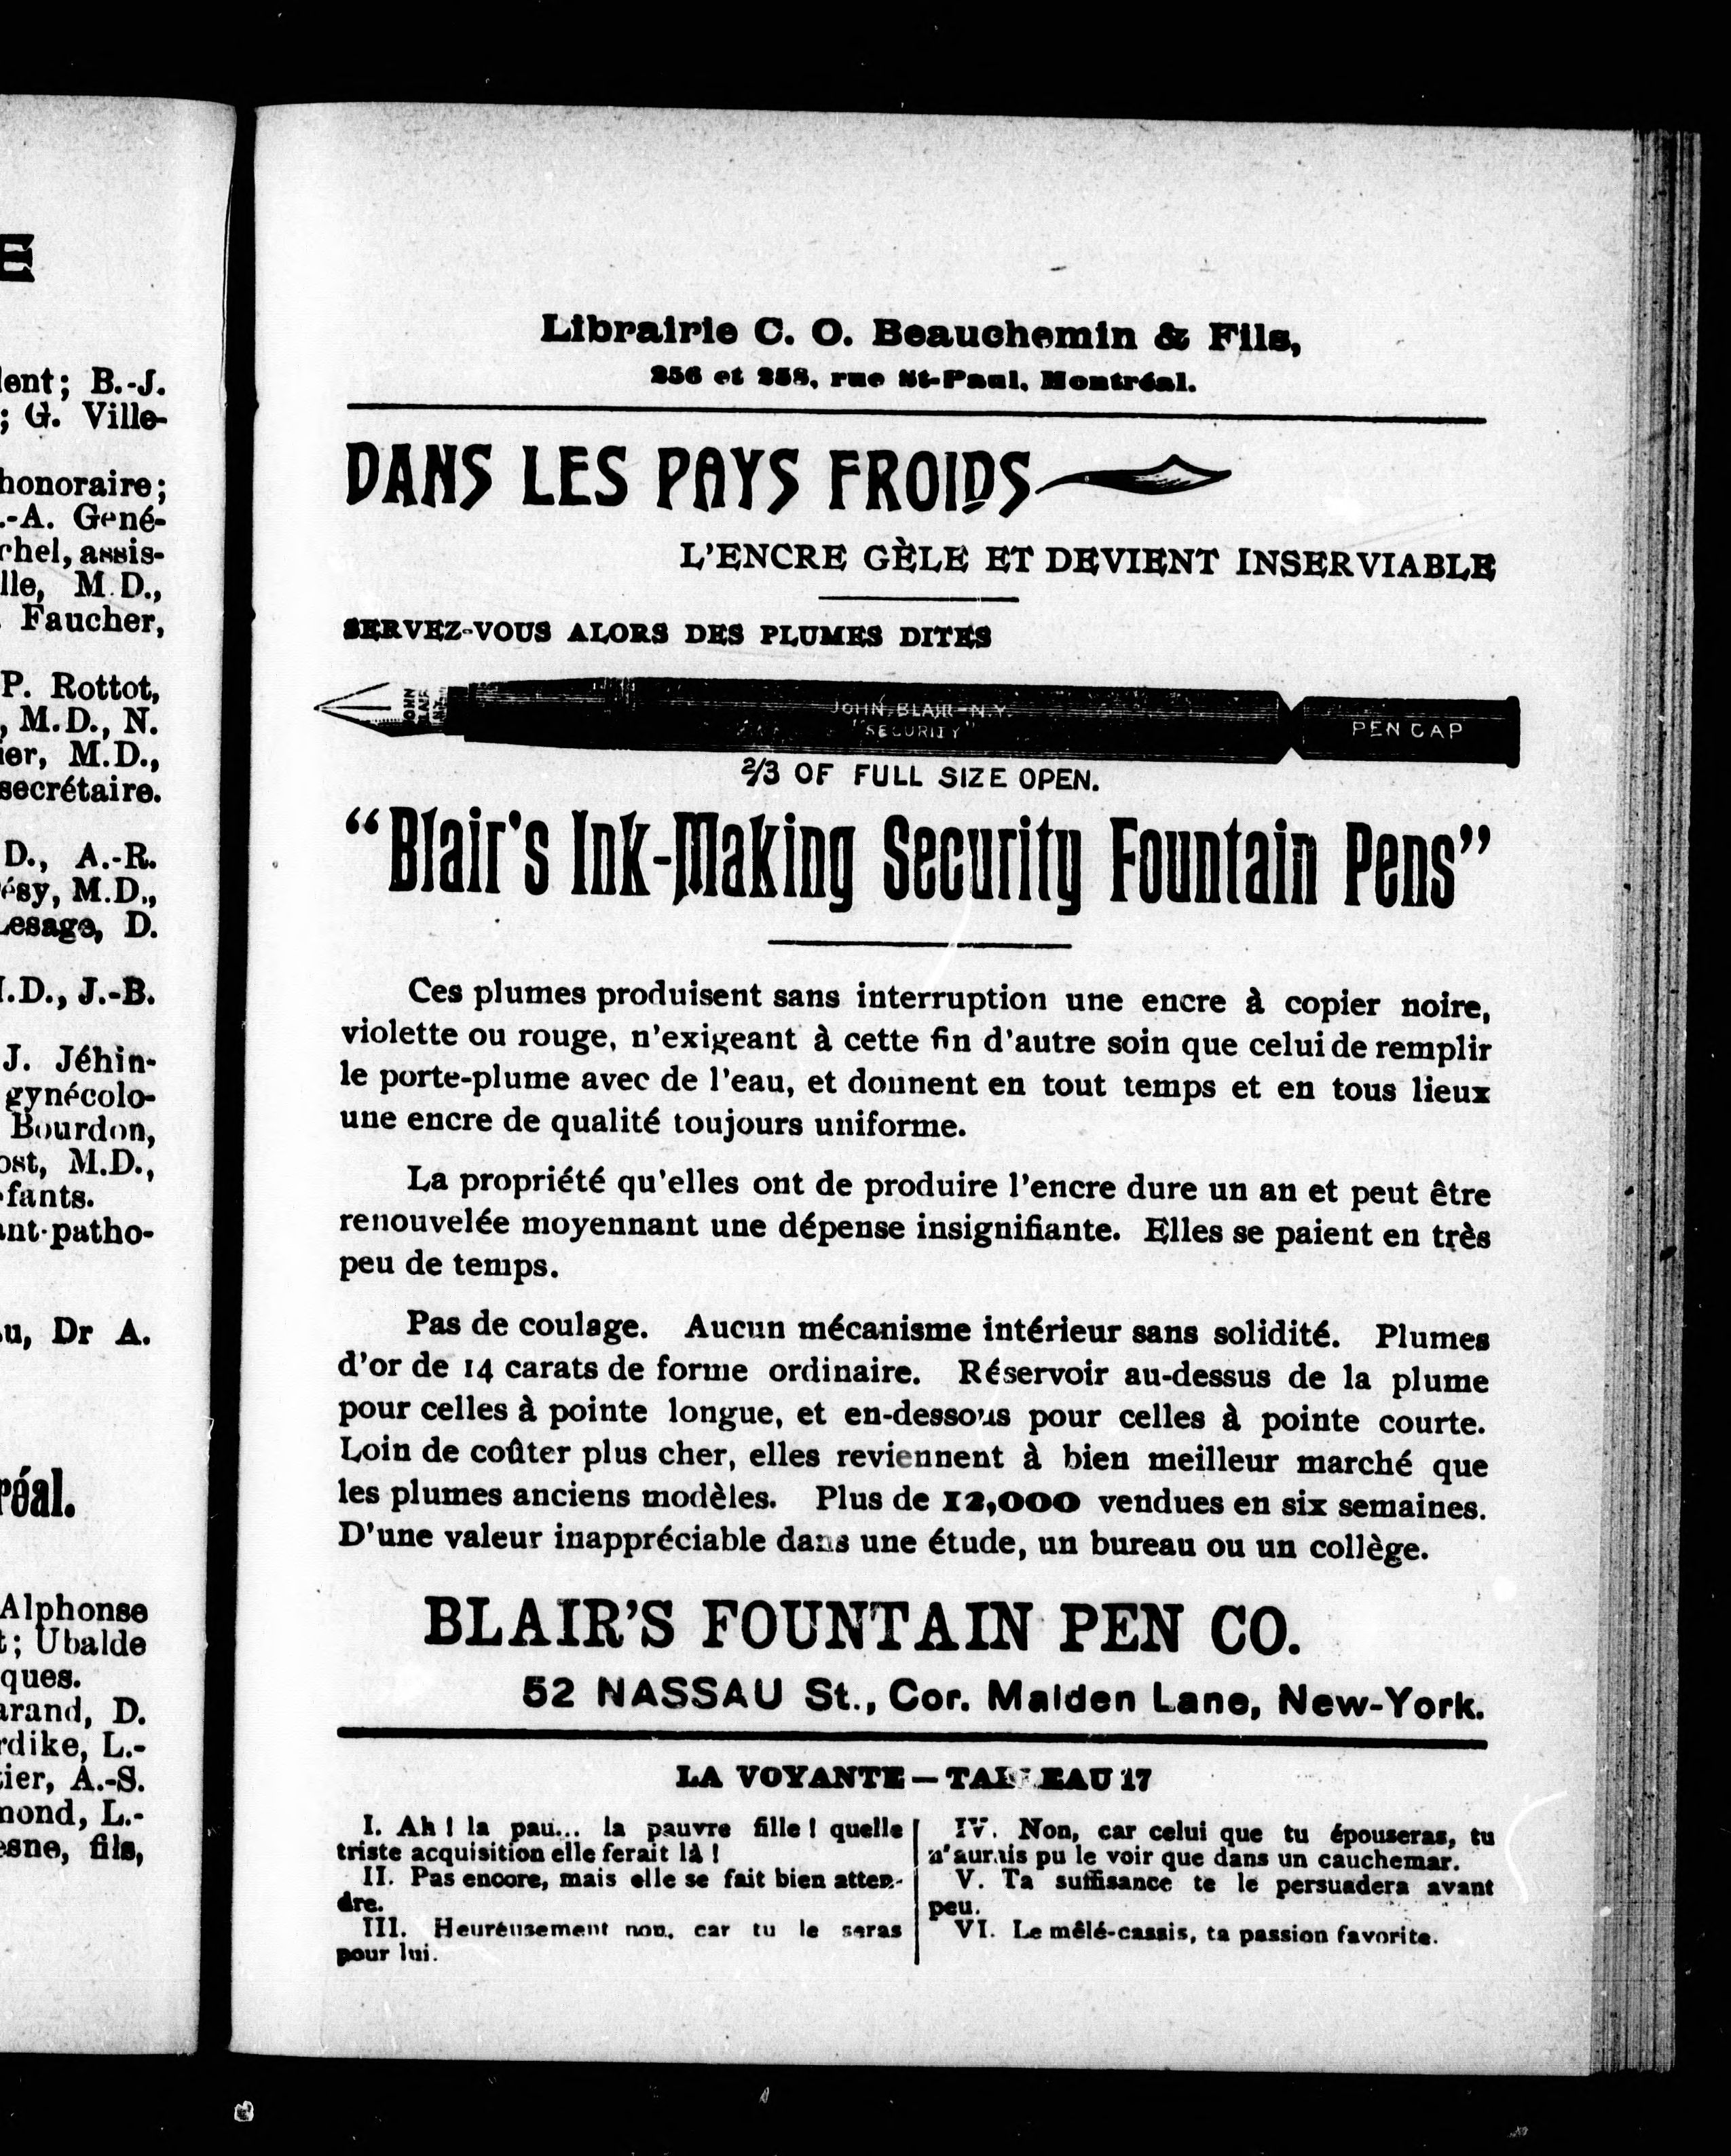 E
lent; B.-J.
; G. Ville-
honoraire;
.-A. Gené-
rhel, assis-
lle, M.D.,
Faucher,
P. Rottot,
, M.D., N.
ier, M.D.,
secrétaire.
D., A.-R.
ésy, M.D.,
Lesage, D.
I.D., J.-B.
J. Jéhin-
gynécolo-
Bourdon,
ost, M.D.,
fants.
ant-patho-
u, Dr A.
réal.
Alphonse
t; Ubalde
ques.
arand, D.
rdike, L.-
tier, A.-S.
mond, L.-
esne, fils,
Librairie C. O. Beauchemin & Fils,
256 et 258, rue St-Paul, Montréal.
DANS LES PAYS FROIDS
L'ENCRE GÈLE ET DEVIENT INSERVIABLE
SERVEZ-VOUS ALORS DES PLUMES DITES
JOHN BLAIR N.Y.
JOHN BLAIR-N.Y.
"SECURITY"
PEN CAP
2/3 OF FULL SIZE OPEN.
"Blair's Ink-Making Security Fountain Pens"
Ces plumes produisent sans interruption une encre à copier noire,
violette ou rouge, n'exigeant à cette fin d'autre soin que celui de remplir
le porte-plume avec de l'eau, et donnent en tout temps et en tous lieux
une encre de qualité toujours uniforme.
La propriété qu'elles ont de produire l'encre dure un an et peut être
renouvelée moyennant une dépense insignifiante. Elles se paient en très
peu de temps.
Pas de coulage. Aucun mécanisme intérieur sans solidité. Plumes
d'or de 14 carats de forme ordinaire. Réservoir au-dessus de la plume
pour celles à pointe longue, et en-dessous pour celles à pointe courte.
Loin de coûter plus cher, elles reviennent à bien meilleur marché que
les plumes anciens modèles. Plus de 12,000 vendues en six semaines.
D'une valeur inappréciable dans une étude, un bureau ou un collège.
BLAIR'S FOUNTAIN PEN CO.
52 NASSAU St., Cor. Malden Lane, New-York.
LA VOYANTE — TABLEAU 17
I. Ah! la pau... la pauvre fille! quelle
triste acquisition elle ferait là!
II. Pas encore, mais elle se fait bien atten-
dre.
III. Heureusement non, car tu le seras
pour lui.
IV. Non, car celui que tu épouseras, tu
n'aurais pu le voir que dans un cauchemar.
V. Ta suffisance te le persuadera avant
peu.
VI. Le mêlé-cassis, ta passion favorite.